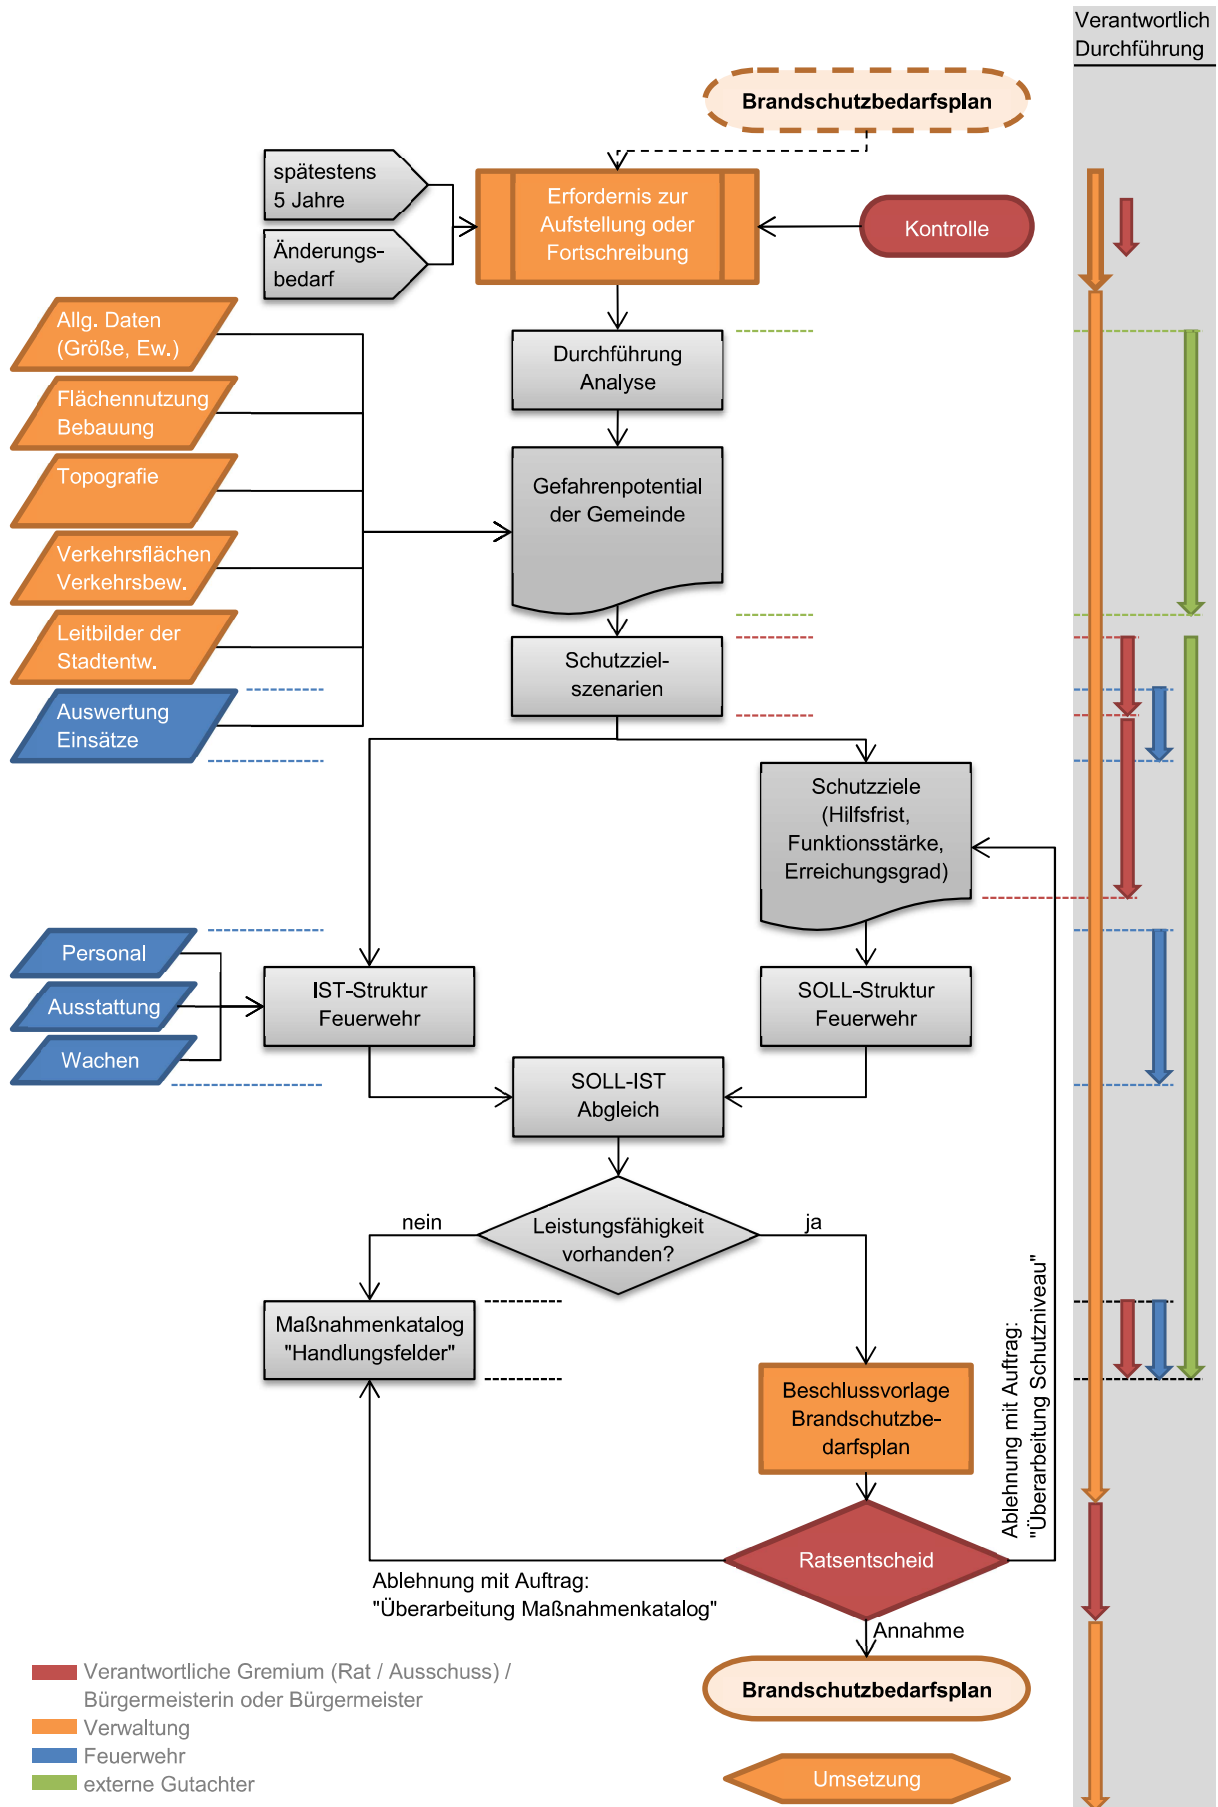 Verantwortlich
Durchführung
Brandschutzbedarfsplan
spätestens
5 Jahre
Erfordernis zur
Aufstellung oder
Fortschreibung
Kontrolle
Änderungs-
bedarf
Allg. Daten
(Größe, Ew.)
Durchführung
Analyse
Flächennutzung
Bebauung
Topografie
Gefahrenpotential
der Gemeinde
Verkehrsflächen
Verkehrsbew.
Leitbilder der
Stadtentw.
Schutzziel-
szenarien
Auswertung
Einsätze
Schutzziele
(Hilfsfrist,
Funktionsstärke,
Erreichungsgrad)
Personal
Ausstattung
Wachen
IST-Struktur
Feuerwehr
SOLL-Struktur
Feuerwehr
SOLL-IST
Abgleich
Leistungsfähigkeit
vorhanden?
nein
ja
Maßnahmenkatalog
"Handlungsfelder"
Beschlussvorlage
Brandschutzbe-
darfsplan
Ablehnung mit Auftrag:
"Überarbeitung Schutzniveau"
Ratsentscheid
Ablehnung mit Auftrag:
"Überarbeitung Maßnahmenkatalog"
Annahme
Brandschutzbedarfsplan
Umsetzung
Verantwortliche Gremium (Rat / Ausschuss) /
Bürgermeisterin oder Bürgermeister
Verwaltung
Feuerwehr
externe Gutachter